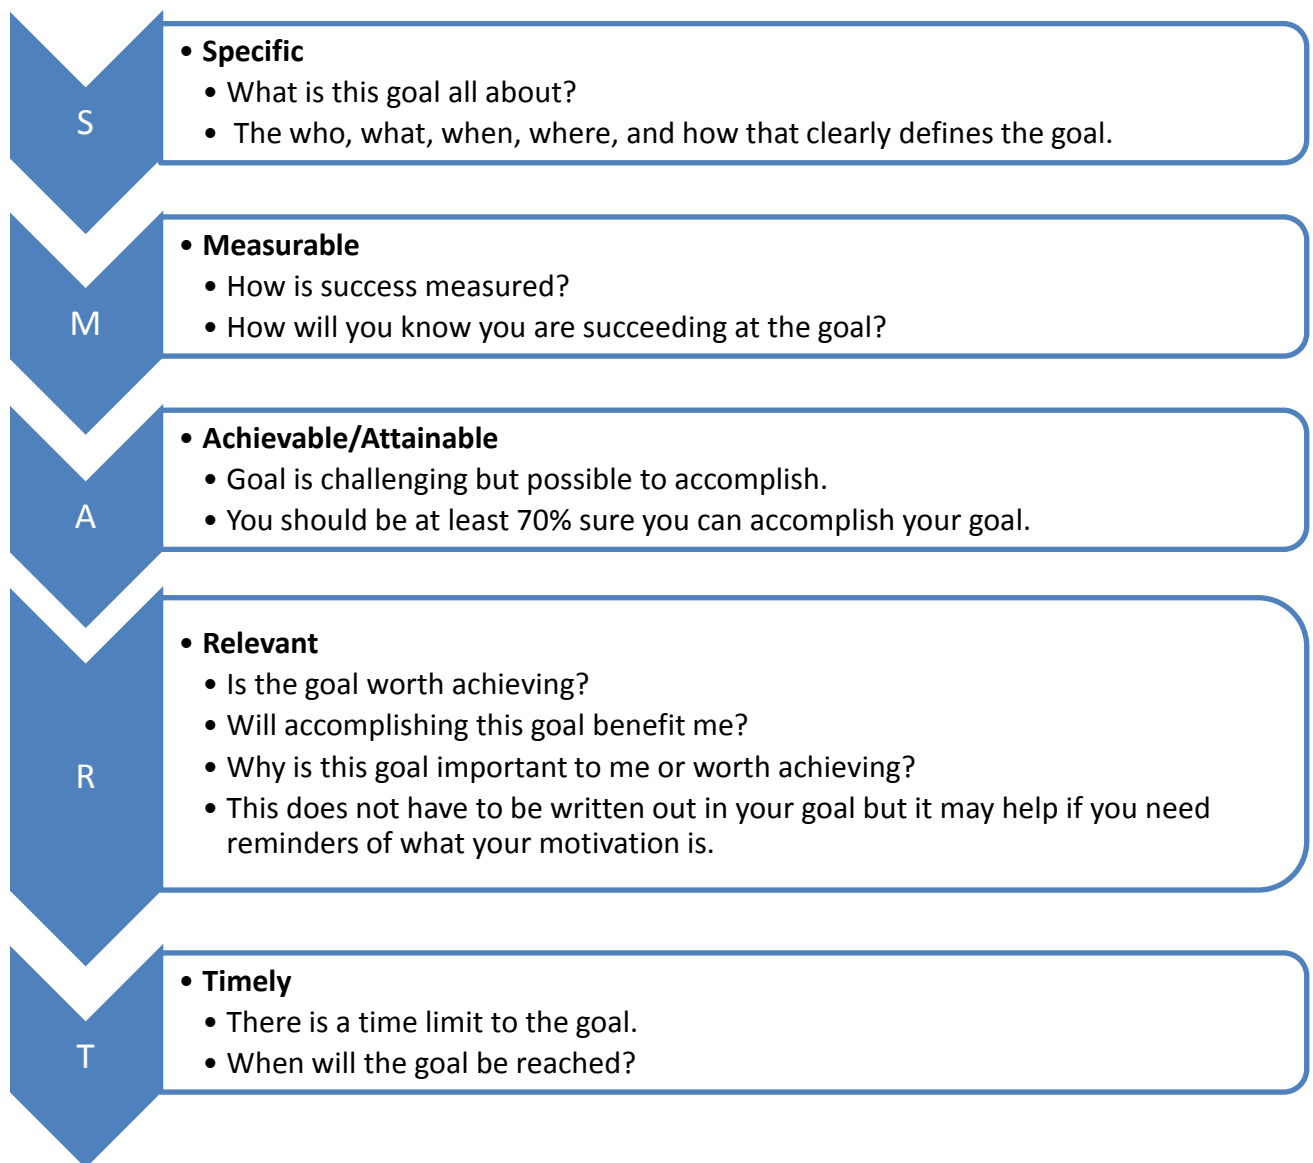 S
• Specific
• What is this goal all about?
• The who, what, when, where, and how that clearly defines the goal.
M
• Measurable
• How is success measured?
• How will you know you are succeeding at the goal?
A
• Achievable/Attainable
• Goal is challenging but possible to accomplish.
• You should be at least 70% sure you can accomplish your goal.
R
• Relevant
• Is the goal worth achieving?
• Will accomplishing this goal benefit me?
• Why is this goal important to me or worth achieving?
• This does not have to be written out in your goal but it may help if you need
reminders of what your motivation is.
T
• Timely
• There is a time limit to the goal.
• When will the goal be reached?